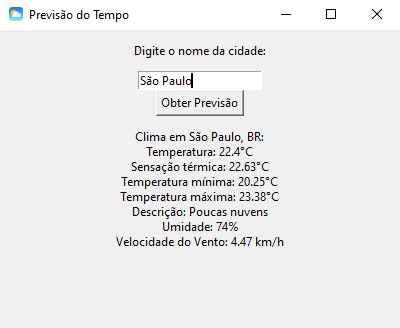 Previsão do Tempo
Digite o nome da cidade:
São Paulo
Obter Previsão
Clima em São Paulo, BR:
Temperatura: 22.4°C
Sensação térmica: 22.63°C
Temperatura mínima: 20.25°C
Temperatura máxima: 23.38°C
Descrição: Poucas nuvens
Umidade: 74%
Velocidade do Vento: 4.47 km/h